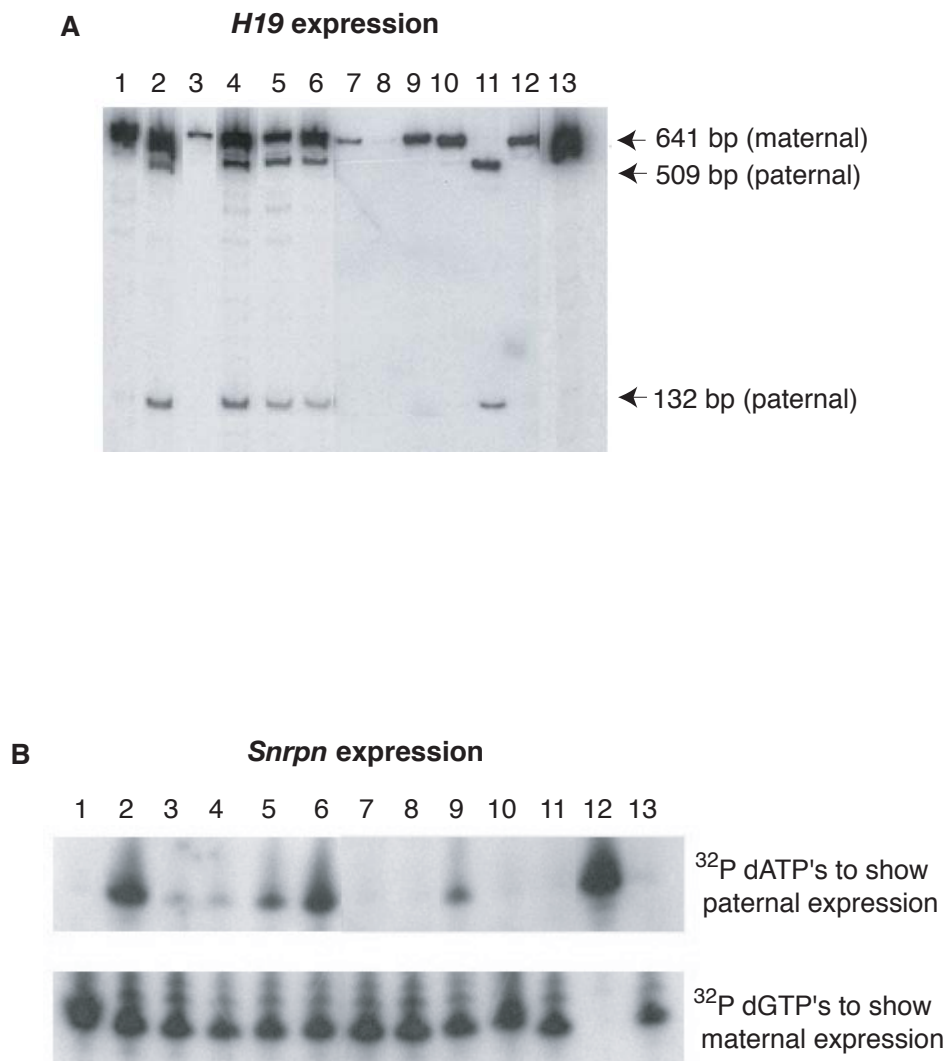 A
H19 expression
1 2 3 4 5 6 7 8 9 10 11 12 13
641 bp (maternal)
509 bp (paternal)
132 bp (paternal)
B
Snrpn expression
1 2 3 4 5 6 7 8 9 10 11 12 13
32P dATP's to show
paternal expression
32P dGTP's to show
maternal expression